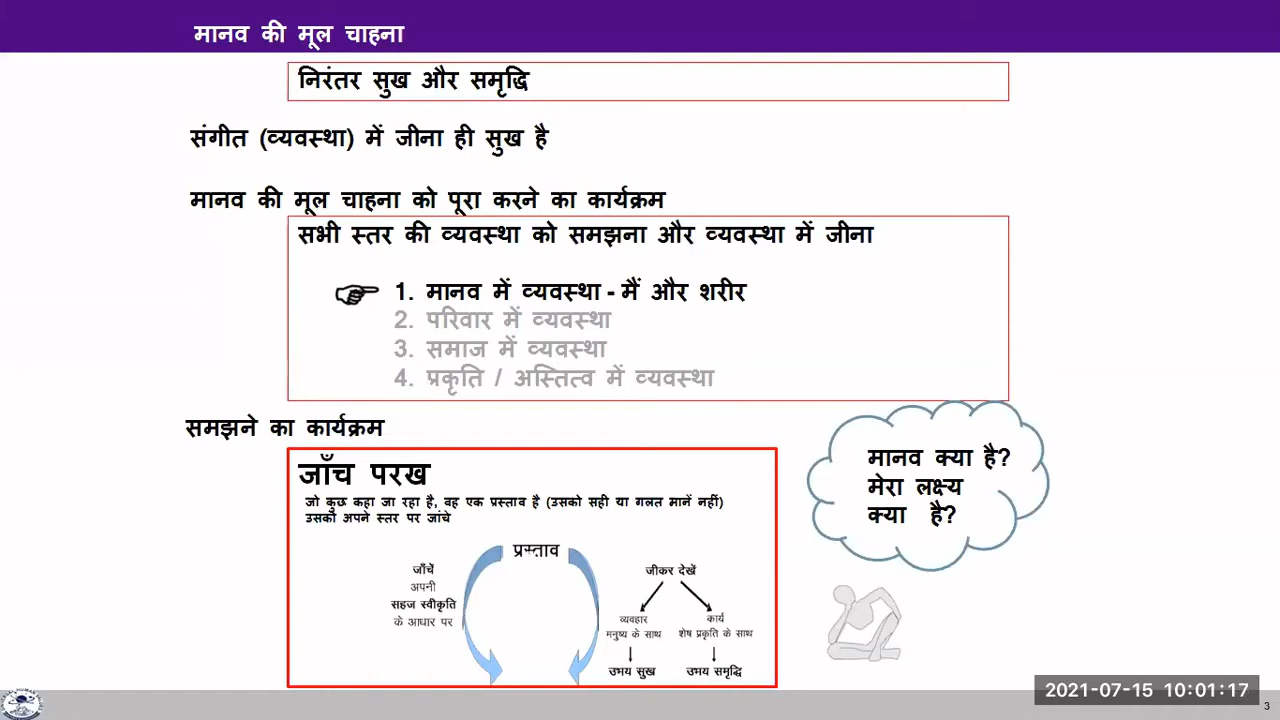 मानव की मूल चाहना
निरंतर सुख और समृद्धि
संगीत (व्यवस्था) में जीना ही सुख है
मानव की मूल चाहना को पूरा करने का कार्यक्रम
सभी स्तर की व्यवस्था को समझना और व्यवस्था में जीना
1. मानव में व्यवस्था - मैं और शरीर
2. परिवार में व्यवस्था
3. समाज में व्यवस्था
4. प्रकृति / अस्तित्व में व्यवस्था
समझने का कार्यक्रम
जाँच परख
जो कुछ कहा जा रहा है, वह एक प्रस्ताव है (उसको सही या गलत मानें नहीं)
उसको अपने स्तर पर जांचे
प्रस्ताव
जाँचें
अपनी
सहज स्वीकृति
के आधार पर
जीकर देखें
व्यवहार
मनुष्य के साथ
उभय सुख
कार्य
शेष प्रकृति के साथ
उभय समृद्धि
मानव क्या है?
मेरा लक्ष्य
क्या है?
2021-07-15 10:01:17
3